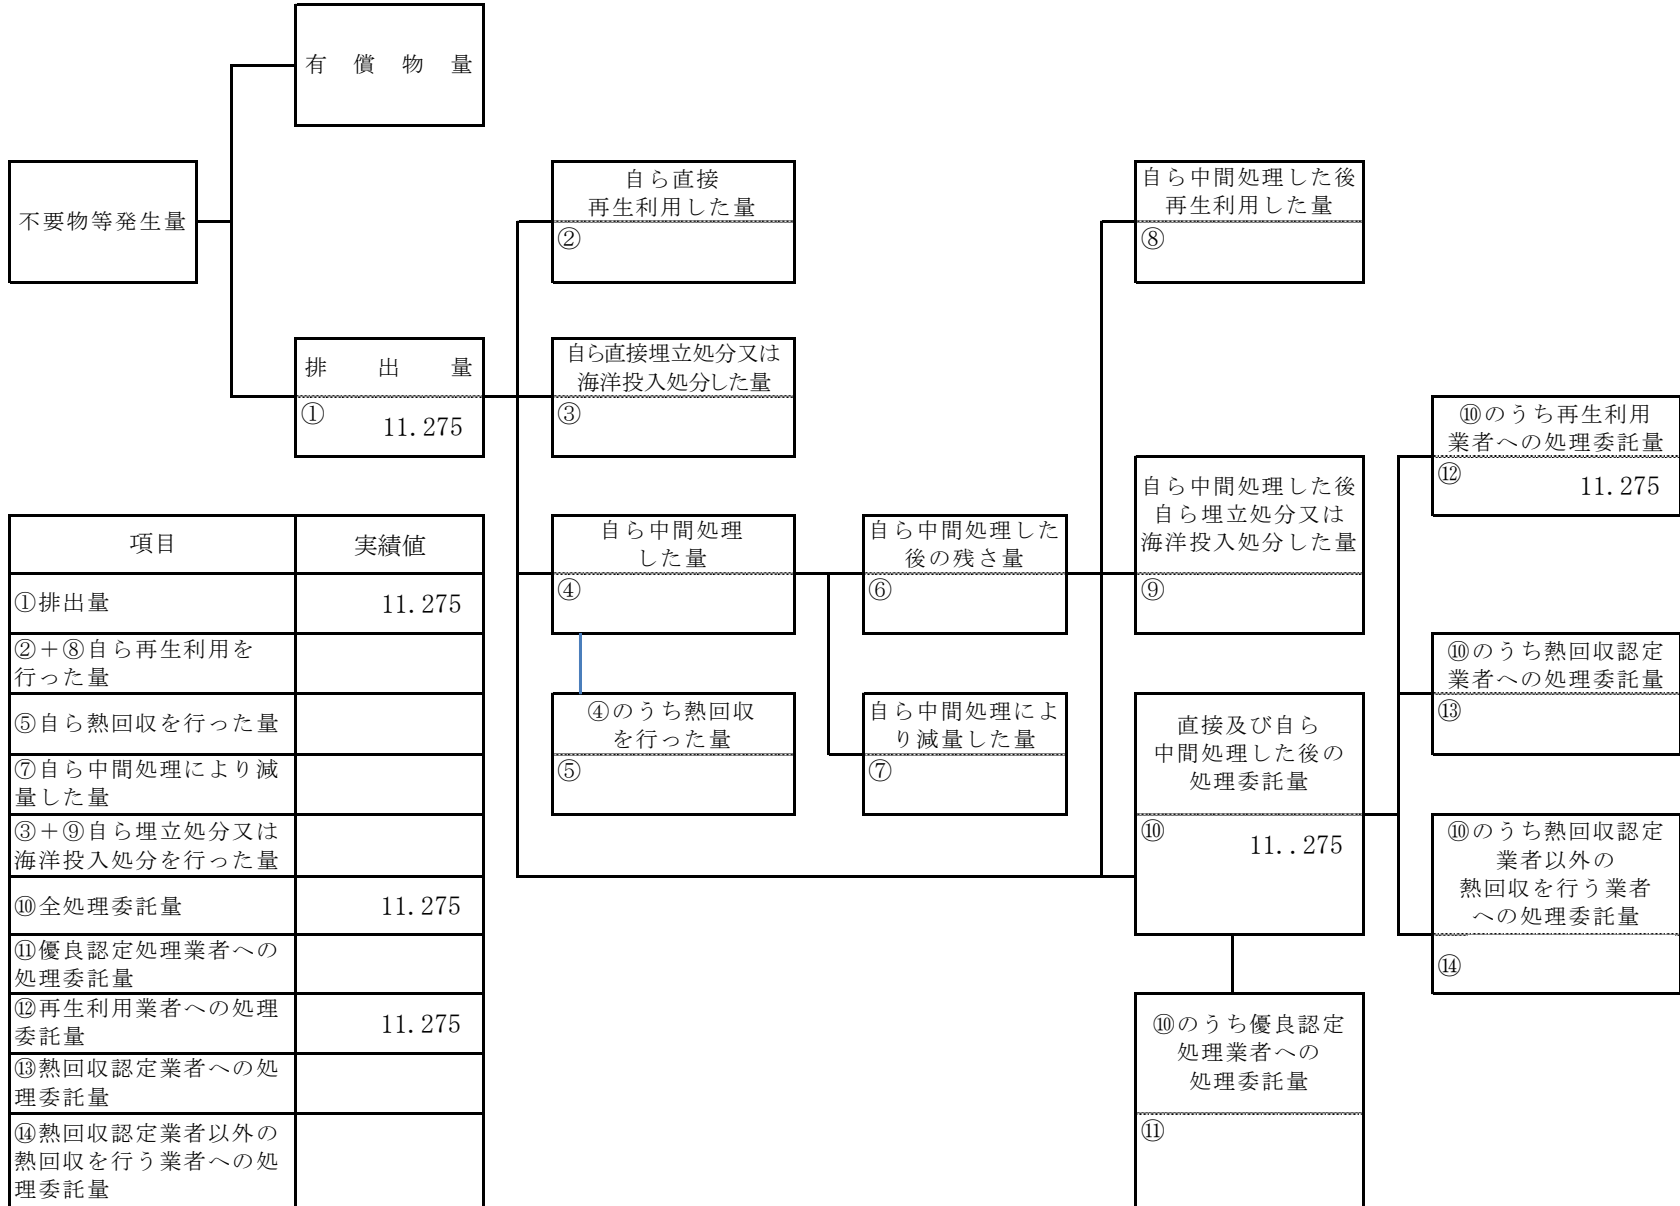 有償物量
不要物等発生量
自ら直接
再生利用した量
②
自ら中間処理した後
再生利用した量
⑧
排出量
①
11.275
自ら直接埋立処分又は
海洋投入処分した量
③
⑩のうち再生利用
業者への処理委託量
⑫
11.275
自ら中間処理した後
自ら埋立処分又は
海洋投入処分した量
⑨
自ら中間処理
した量
④
自ら中間処理した
後の残さ量
⑥
⑩のうち熱回収認定
業者への処理委託量
⑬
④のうち熱回収
を行った量
⑤
自ら中間処理によ
り減量した量
⑦
直接及び自ら
中間処理した後の
処理委託量
⑩
11..275
⑩のうち熱回収認定
業者以外の
熱回収を行う業者
への処理委託量
⑭
⑩のうち優良認定
処理業者への
処理委託量
⑪
項目 実績値
①排出量 11.275
②+⑧自ら再生利用を
行った量
⑤自ら熱回収を行った量
⑦自ら中間処理により減
量した量
③+⑨自ら埋立処分又は
海洋投入処分を行った量
⑩全処理委託量 11.275
⑪優良認定処理業者への
処理委託量
⑫再生利用業者への処理
委託量 11.275
⑬熱回収認定業者への処
理委託量
⑭熱回収認定業者以外の
熱回収を行う業者への処
理委託量